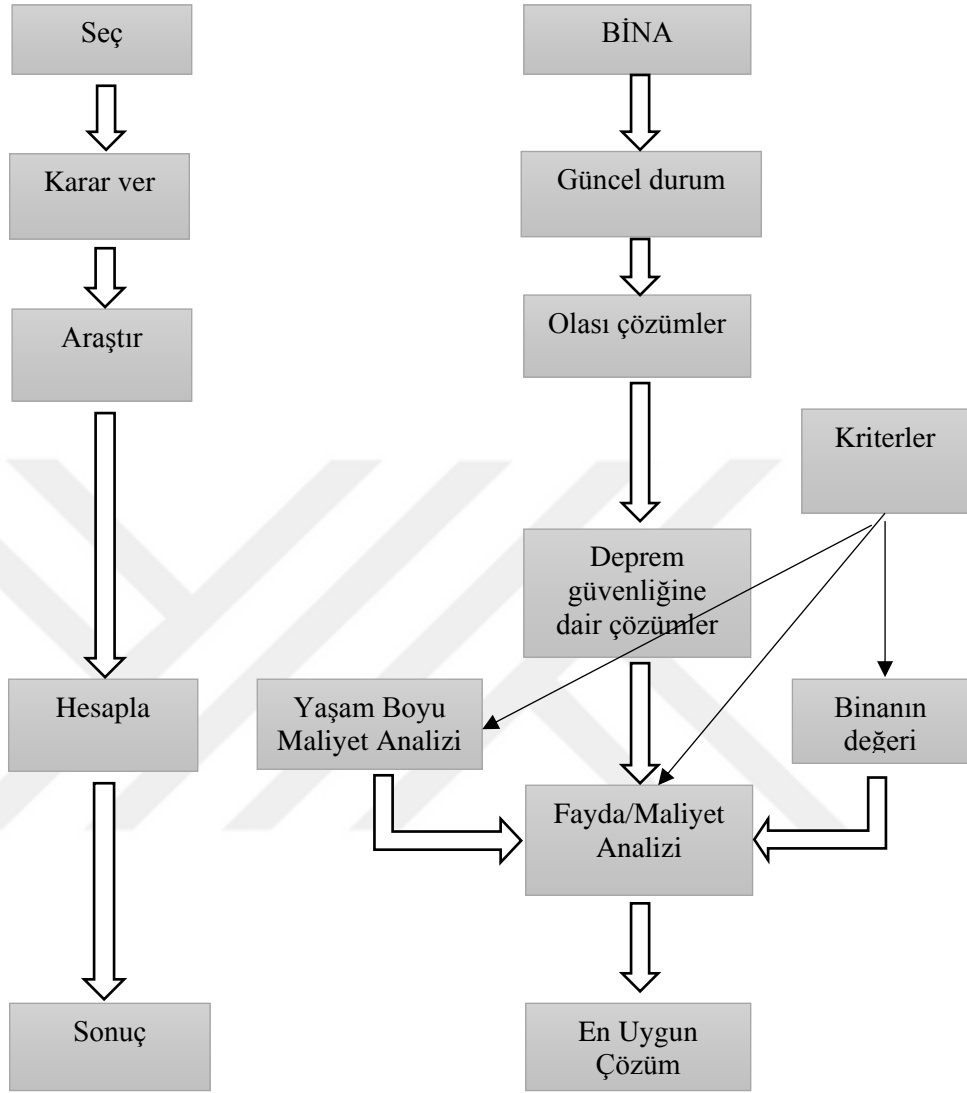 Seç
BİNA
Karar ver
Güncel durum
Araştır
Olası çözümler
Kriterler
Deprem
güvenliğine
dair çözümler
Hesapla
Yaşam Boyu
Maliyet Analizi
Binanın
değeri
Fayda/Maliyet
Analizi
Sonuç
En Uygun
Çözüm